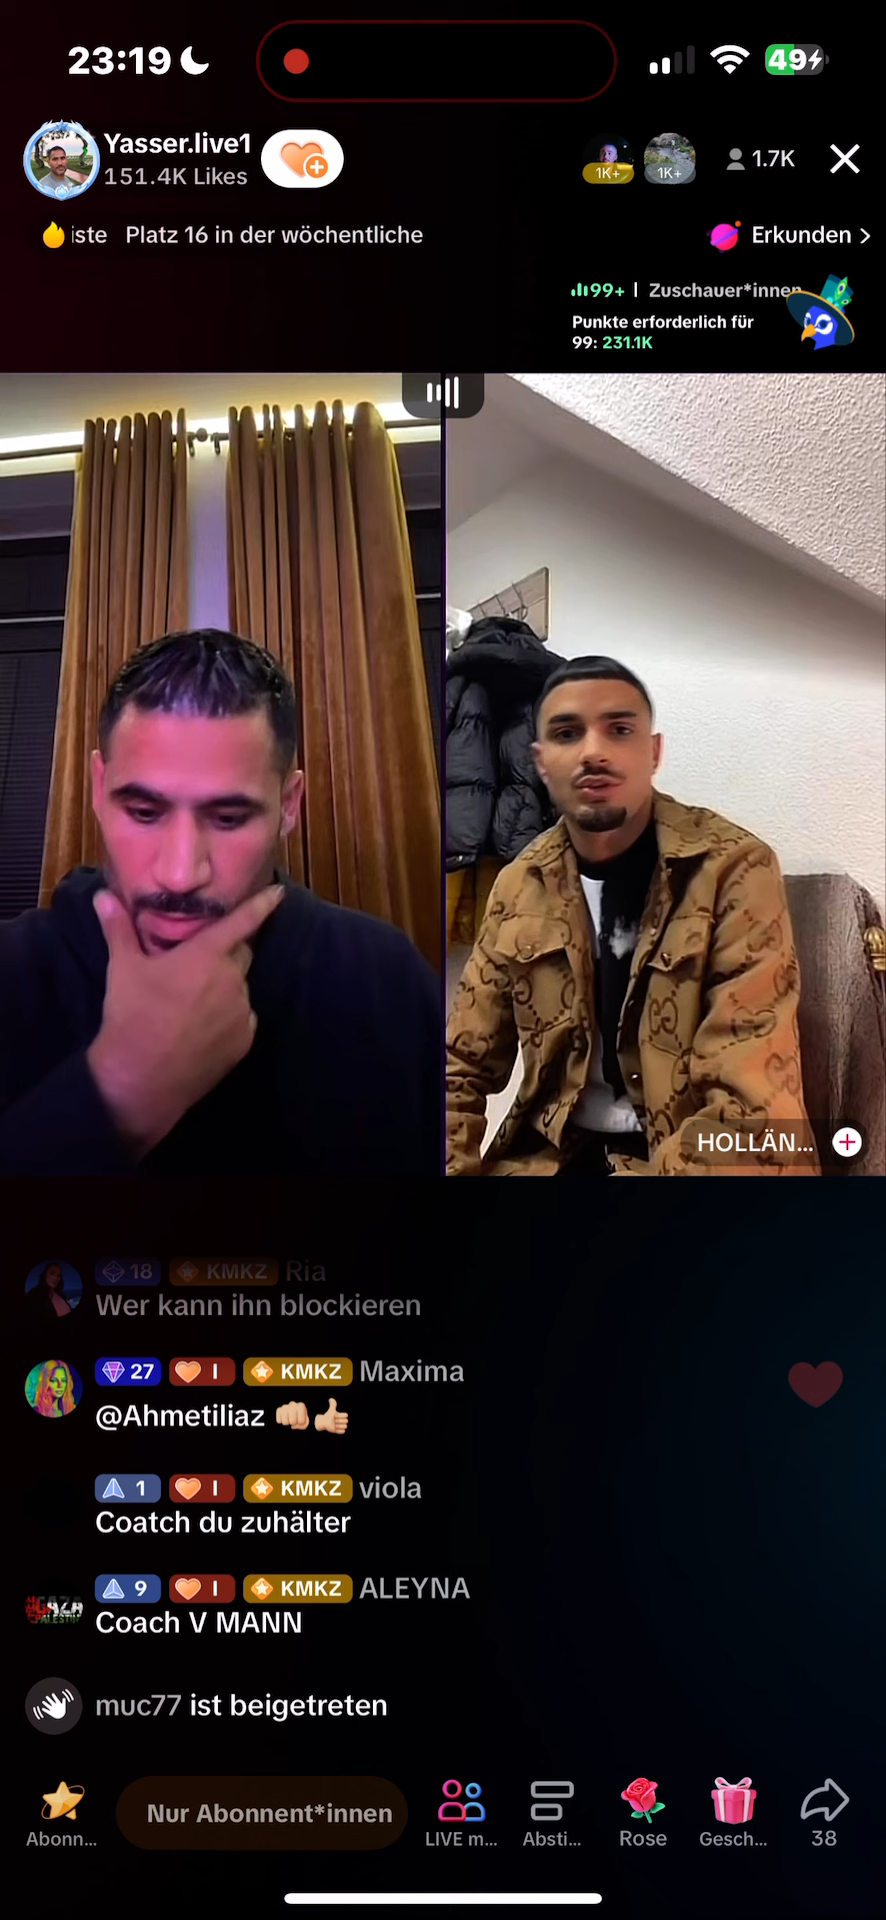 23:19
49
Yasser.live1
151.4K Likes
1K+
1K+
1.7K
iste Platz 16 in der wöchentliche
Erkunden
99+ | Zuschauer*innen
Punkte erforderlich für
99: 231.1K
HOLLÄN...
18 KMKZ Ria
Wer kann ihn blockieren
27 I KMKZ Maxima
@Ahmetiliaz 👊🏼👍🏼
1 I KMKZ viola
Coatch du zuhälter
#GAZA
PALESTIN
9 I KMKZ ALEYNA
Coach V MANN
muc77 ist beigetreten
Nur Abonnent*innen
Abonn...
LIVE m...
Absti...
Rose
Gesch...
38